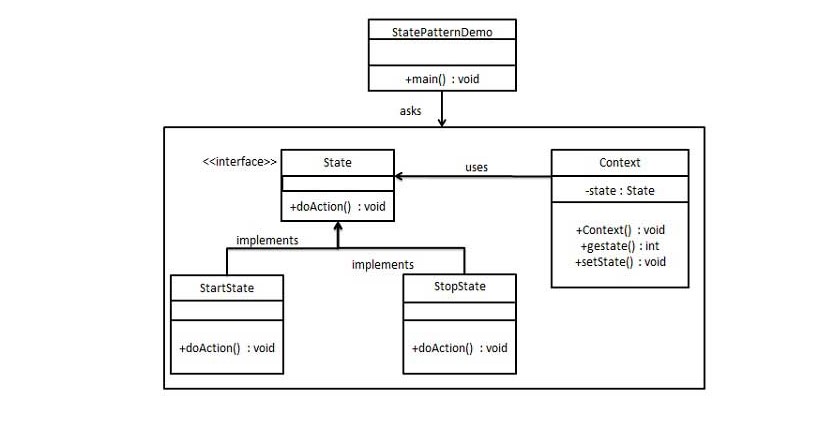 StatePatternDemo
+main() : void
asks
<<interface>>
State
+doAction() : void
uses
Context
-state : State
+Context() : void
+gestate() : int
+setState() : void
implements
implements
StartState
+doAction() : void
StopState
+doAction() : void